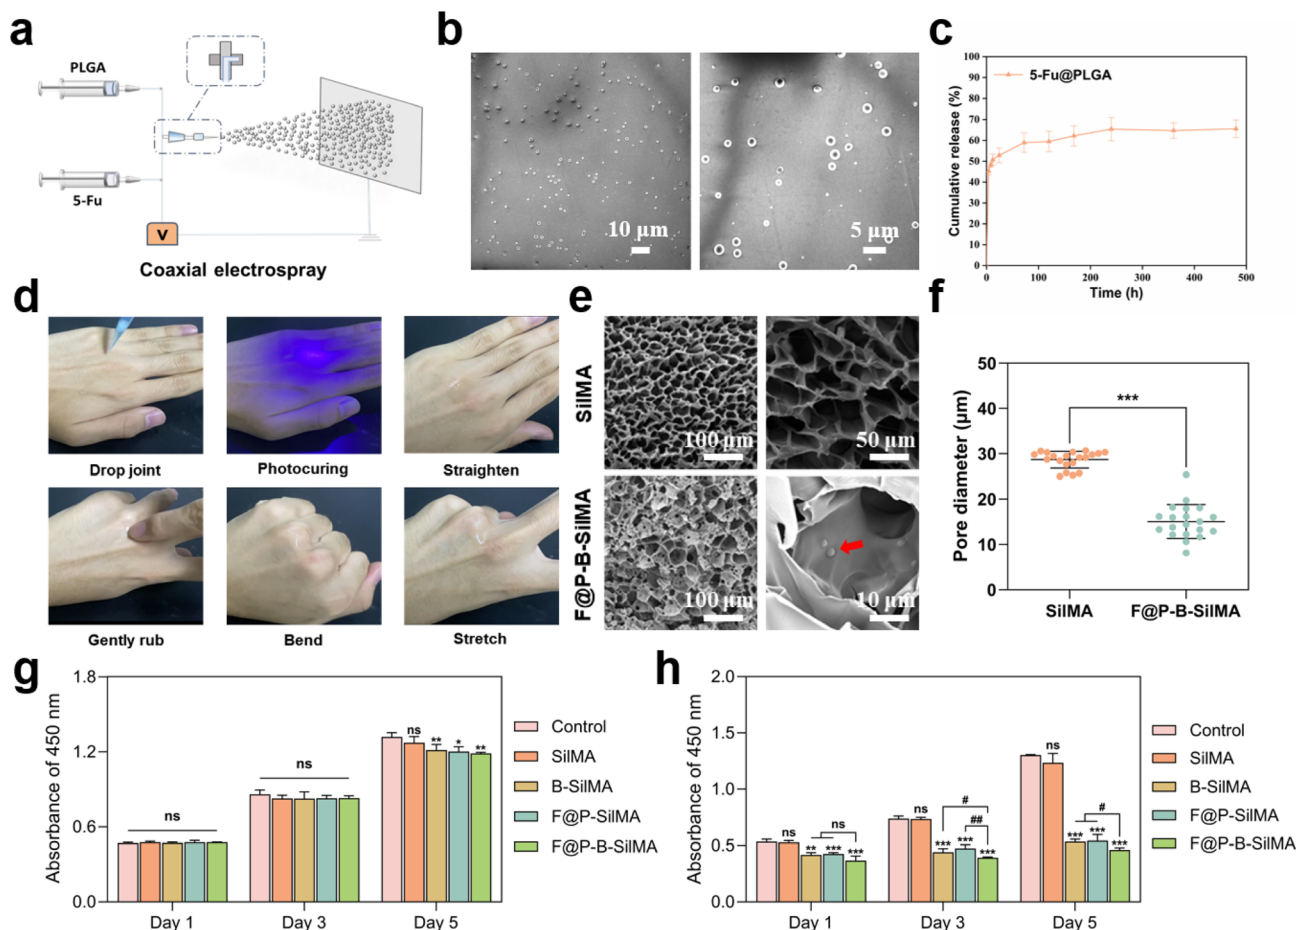 a
PLGA
5-Fu
V
Coaxial electrospray
b
10 μm
5 μm
c
5-Fu@PLGA
Cumulative release (%)
100
90
80
70
60
50
40
30
20
10
0
0 100 200 300 400 500
Time (h)
d
Drop joint
Photocuring
Straighten
Gently rub
Bend
Stretch
e
SilMA
100 μm
50 μm
F@P-B-SilMA
100 μm
10 μm
f
Pore diameter (μm)
50
40
30
20
10
0
***
SilMA
F@P-B-SilMA
g
Absorbance of 450 nm
1.8
1.2
0.6
0.0
ns
ns
ns ** * **
Day 1
Day 3
Day 5
Control
SilMA
B-SilMA
F@P-SilMA
F@P-B-SilMA
h
Absorbance of 450 nm
2.0
1.5
1.0
0.5
0.0
ns
ns
** *** ***
#
ns
##
*** *** ***
ns
#
*** *** ***
Day 1
Day 3
Day 5
Control
SilMA
B-SilMA
F@P-SilMA
F@P-B-SilMA